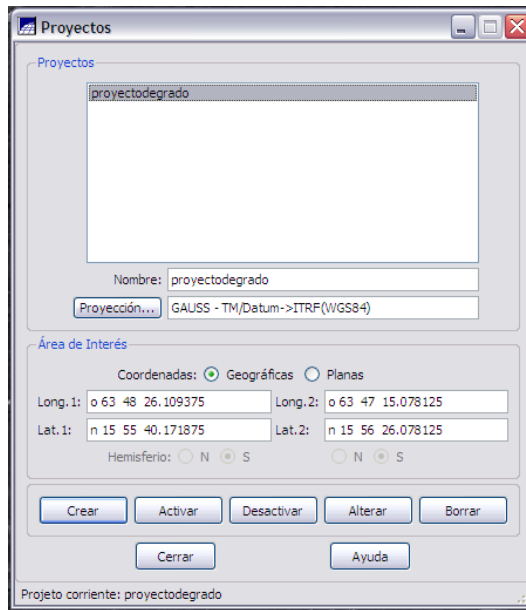 Proyectos
Proyectos
proyectodegrado
Nombre: proyectodegrado
Proyección... GAUSS - TM/Datum->ITRF(WGS84)
Área de Interés
Coordenadas: Geográficas Planas
Long.1: o 63 48 26.109375 Long.2: o 63 47 15.078125
Lat.1: n 15 55 40.171875 Lat.2: n 15 56 26.078125
Hemisferio: N S N S
Crear Activar Desactivar Alterar Borrar
Cerrar Ayuda
Projeto corriente: proyectodegrado